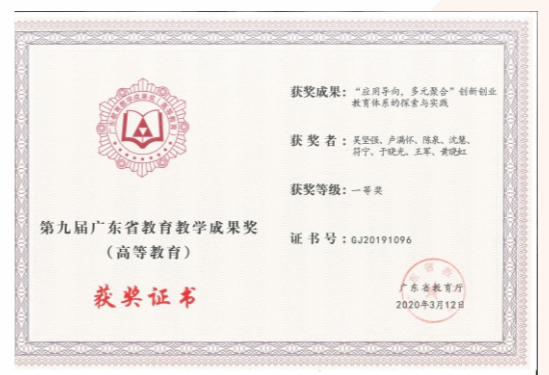 第九届广东省教育教学成果奖
(高等教育)
获奖证书
获奖成果：“应用导向，多元聚合”创新创业
教育体系的探索与实践
获 奖 者：吴坚强、卢满怀、陈泉、沈慧、
符宁、于晓光、王军、黄晓虹
获奖等级：一等奖
证 书 号：GJ20191096
广东省教育厅
2020年3月12日